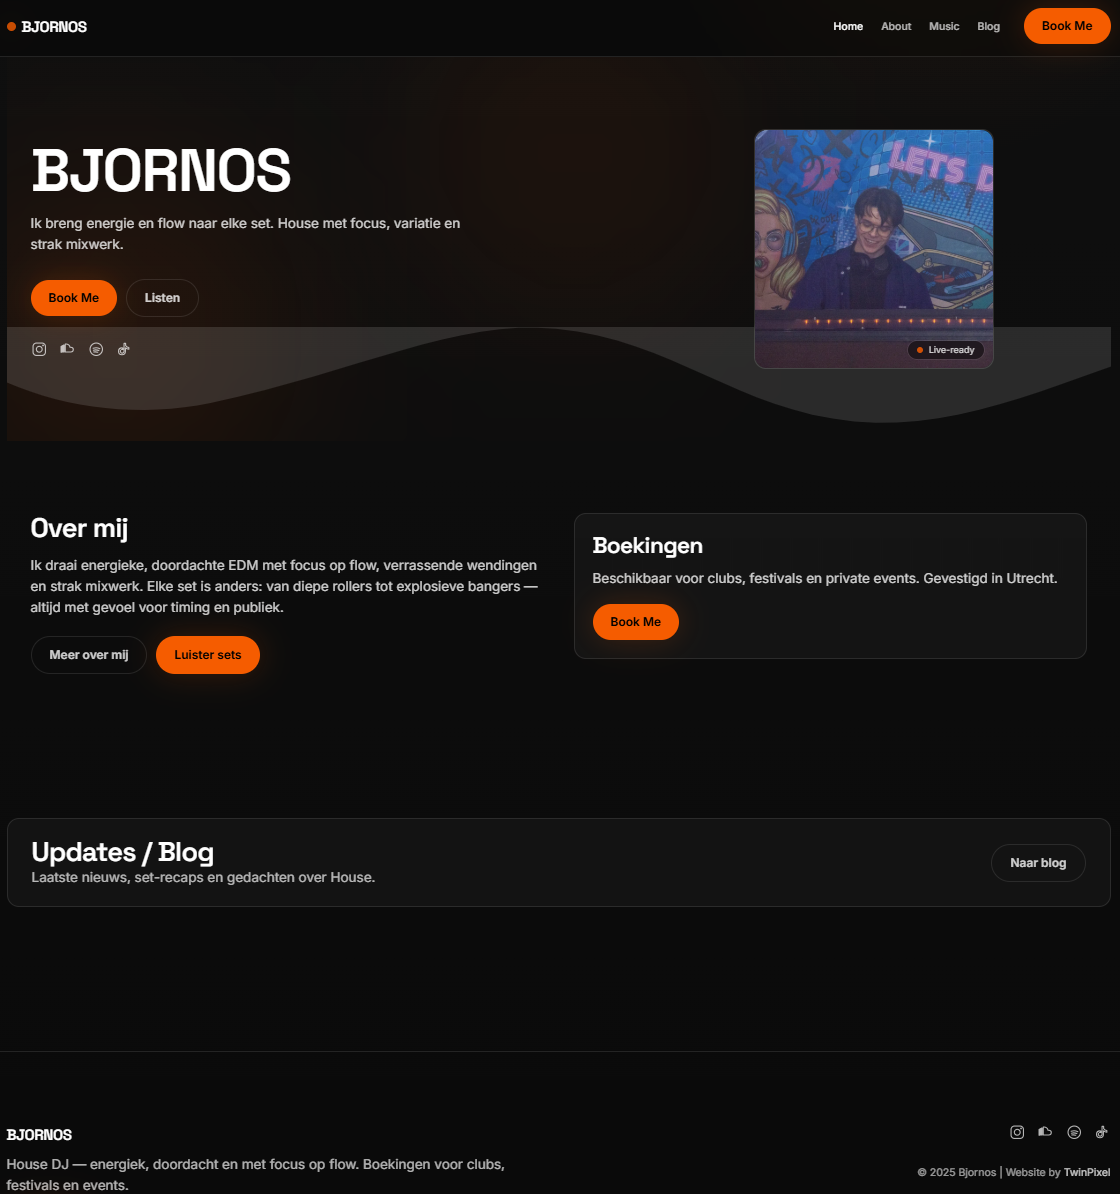 BJORNOS
Home About Music Blog Book Me
BJORNOS
Ik breng energie en flow naar elke set. House met focus, variatie en
strak mixwerk.
Book Me Listen
LETS D
Live-ready
Over mij
Ik draai energieke, doordachte EDM met focus op flow, verrassende wendingen
en strak mixwerk. Elke set is anders: van diepe rollers tot explosieve bangers —
altijd met gevoel voor timing en publiek.
Meer over mij Luister sets
Boekingen
Beschikbaar voor clubs, festivals en private events. Gevestigd in Utrecht.
Book Me
Updates / Blog
Laatste nieuws, set-recaps en gedachten over House.
Naar blog
BJORNOS
House DJ — energiek, doordacht en met focus op flow. Boekingen voor clubs,
festivals en events.
© 2025 Bjornos | Website by TwinPixel